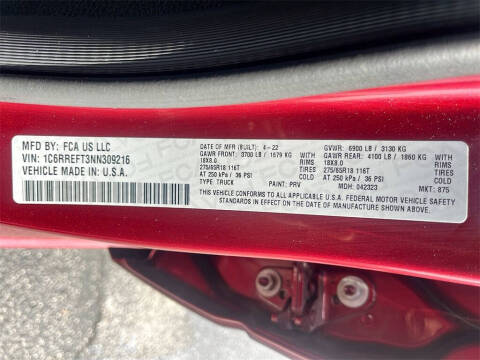 MFD BY: FCA US LLC
VIN: 1C6RREFT3NN309216
VEHICLE MADE IN: U.S.A.
DATE OF MFR (BUILT): 4-22 GVWR: 6900 LB / 3130 KG
GAWR FRONT: 3700 LB / 1679 KG WITH GAWR REAR: 4100 LB / 1860 KG WITH
18X8.0 RIMS 18X8.0 RIMS
275/65R18 116T TIRES 275/65R18 116T TIRES
AT 250 kPa / 36 PSI COLD AT 250 kPa / 36 PSI COLD
TYPE: TRUCK PAINT: PRV MDH: 042323 MKT: 875
THIS VEHICLE CONFORMS TO ALL APPLICABLE U.S.A. FEDERAL MOTOR VEHICLE SAFETY
STANDARDS IN EFFECT ON THE DATE OF MANUFACTURE SHOWN ABOVE.